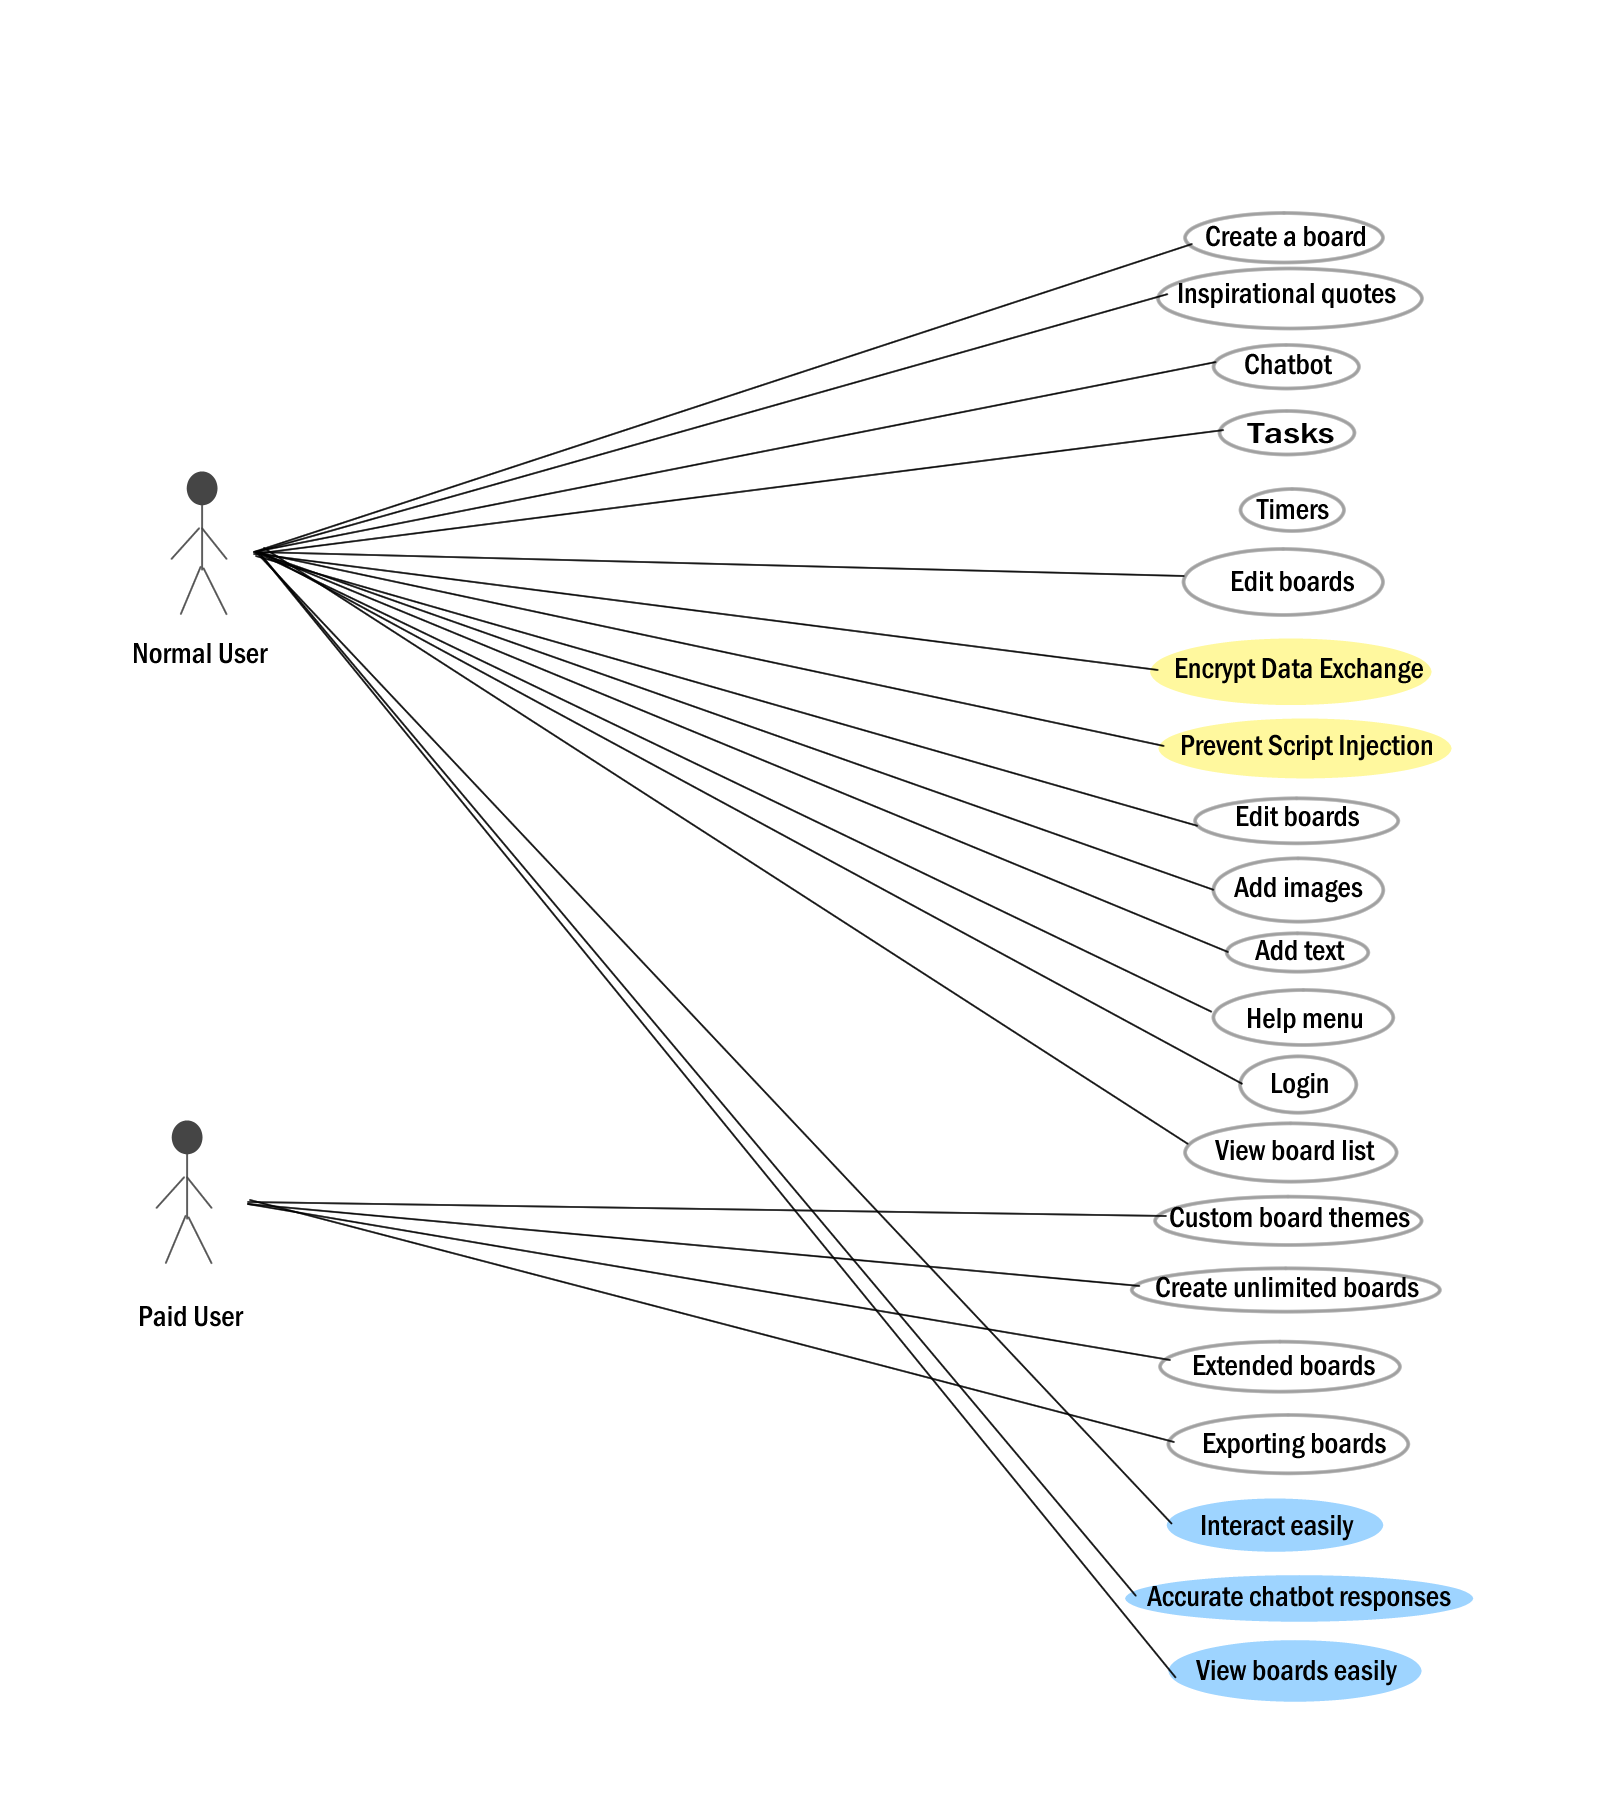 Create a board
Inspirational quotes
Chatbot
Tasks
Timers
Edit boards
Normal User
Encrypt Data Exchange
Prevent Script Injection
Edit boards
Add images
Add text
Help menu
Login
View board list
Custom board themes
Create unlimited boards
Paid User
Extended boards
Exporting boards
Interact easily
Accurate chatbot responses
View boards easily